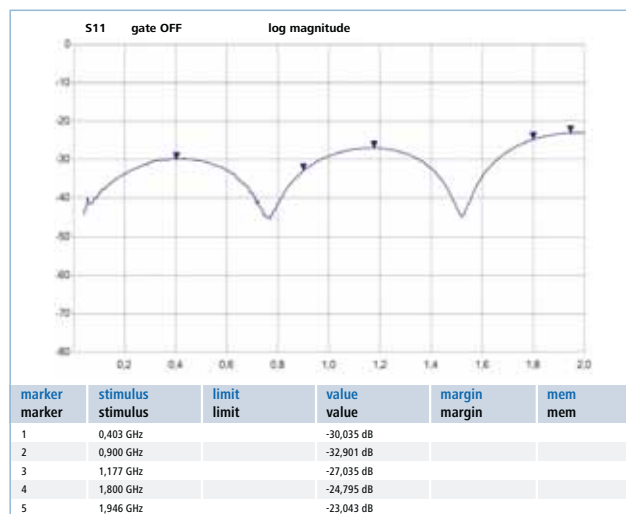 S11 gate OFF log magnitude
0
-10
-20
-30
-40
-50
-60
-70
-80
0,2 0,4 0,6 0,8 1,0 1,2 1,4 1,6 1,8 2,0
marker stimulus limit value margin mem
marker stimulus limit value margin mem
1 0,403 GHz -30,035 dB
2 0,900 GHz -32,901 dB
3 1,177 GHz -27,035 dB
4 1,800 GHz -24,795 dB
5 1,946 GHz -23,043 dB